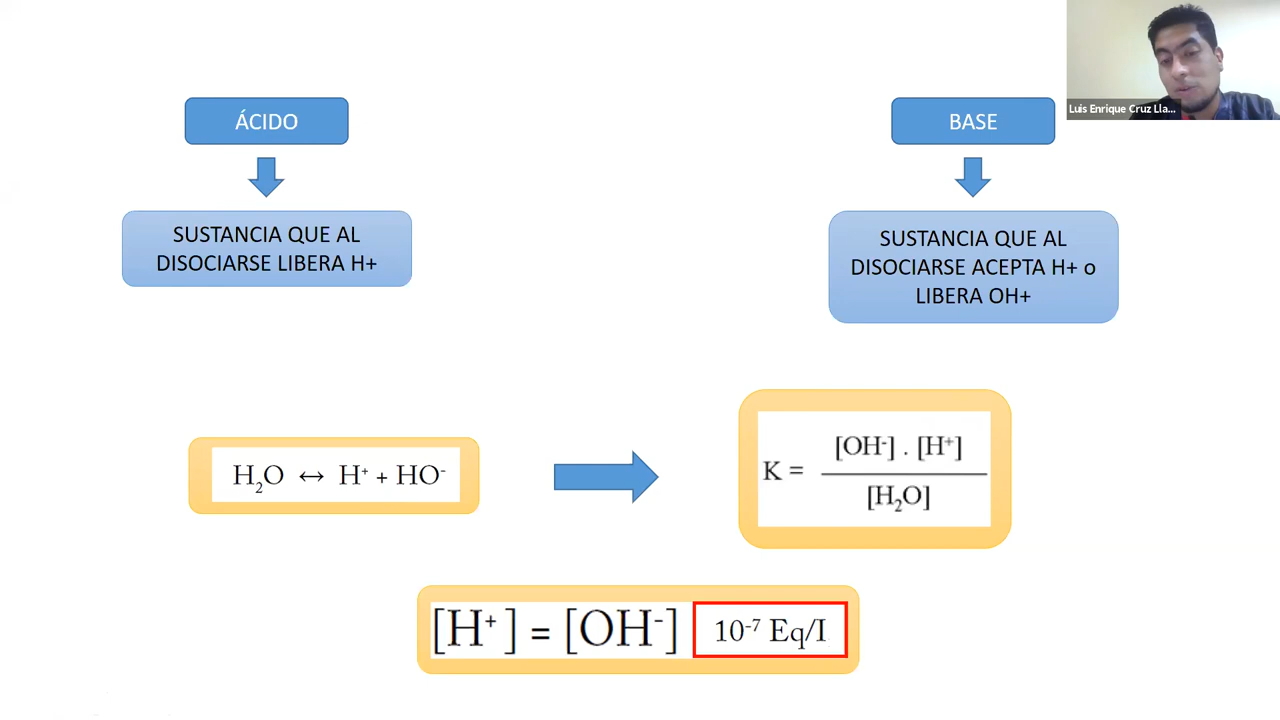 Luis Enrique Cruz Lla...
ÁCIDO
BASE
SUSTANCIA QUE AL
DISOCIARSE LIBERA H+
SUSTANCIA QUE AL
DISOCIARSE ACEPTA H+ o
LIBERA OH+
H₂O ↔ H⁺ + HO⁻
K = [OH⁻] . [H⁺]
[H₂O]
[H⁺] = [OH⁻] 10⁻⁷ Eq/I